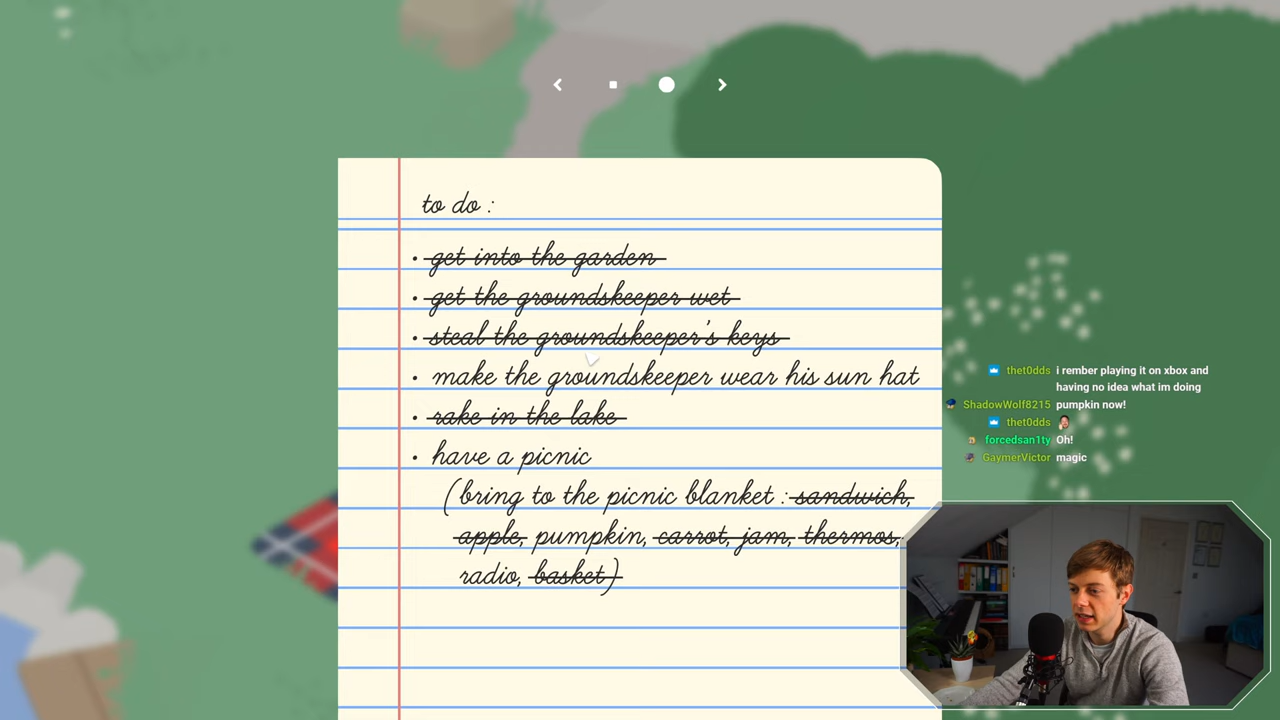 to do :
• get into the garden
• get the groundskeeper wet
• steal the groundskeeper's keys
• make the groundskeeper wear his sun hat
• rake in the lake
• have a picnic
(bring to the picnic blanket : sandwich,
apple, pumpkin, carrot, jam, thermos,
radio, basket)
thet0dds i rember playing it on xbox and
having no idea what im doing
ShadowWolf8215 pumpkin now!
thet0dds
forcedsan1ty Oh!
GaymerVictor magic